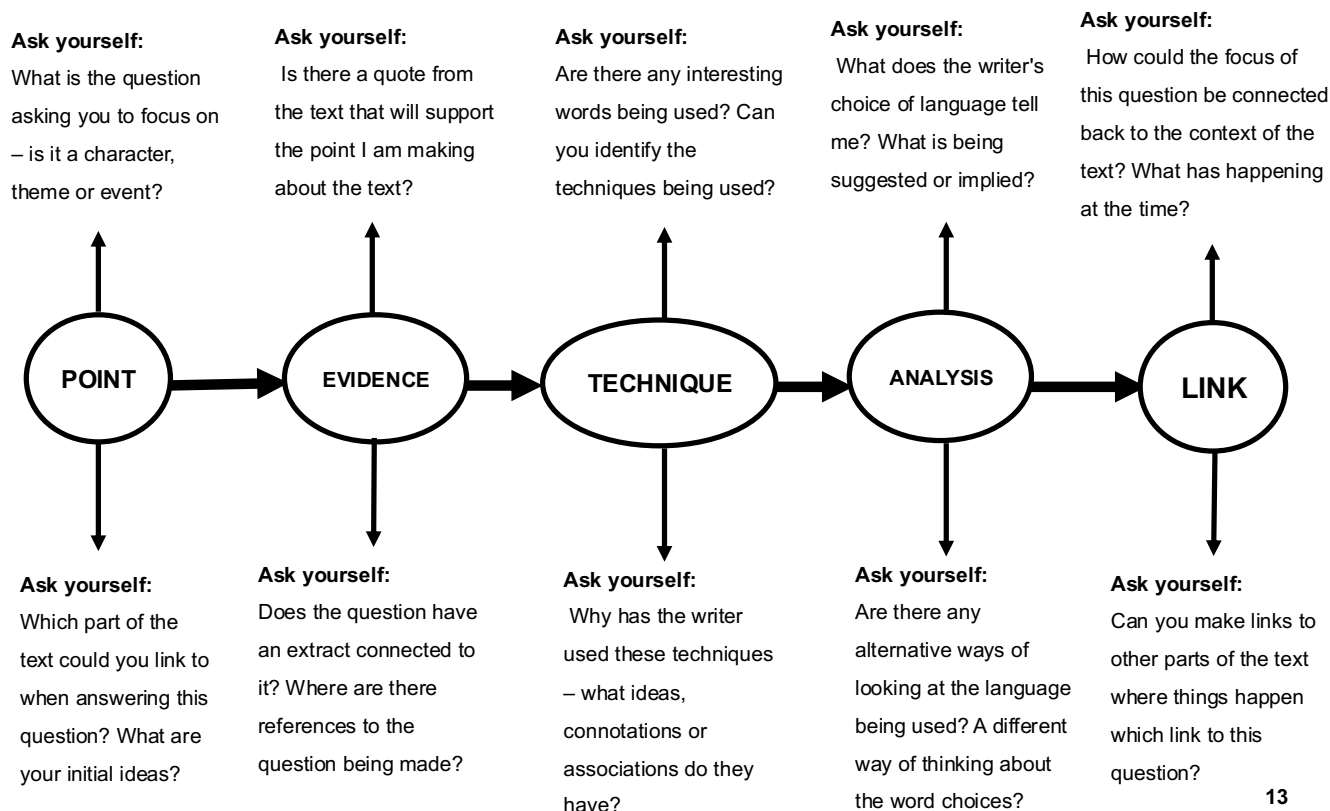 Ask yourself:
What is the question
asking you to focus on
– is it a character,
theme or event?
Ask yourself:
Is there a quote from
the text that will support
the point I am making
about the text?
Ask yourself:
Are there any interesting
words being used? Can
you identify the
techniques being used?
Ask yourself:
What does the writer's
choice of language tell
me? What is being
suggested or implied?
Ask yourself:
How could the focus of
this question be connected
back to the context of the
text? What has happening
at the time?
POINT
EVIDENCE
TECHNIQUE
ANALYSIS
LINK
Ask yourself:
Which part of the
text could you link to
when answering this
question? What are
your initial ideas?
Ask yourself:
Does the question have
an extract connected to
it? Where are there
references to the
question being made?
Ask yourself:
Why has the writer
used these techniques
– what ideas,
connotations or
associations do they
have?
Ask yourself:
Are there any
alternative ways of
looking at the language
being used? A different
way of thinking about
the word choices?
Ask yourself:
Can you make links to
other parts of the text
where things happen
which link to this
question?
13